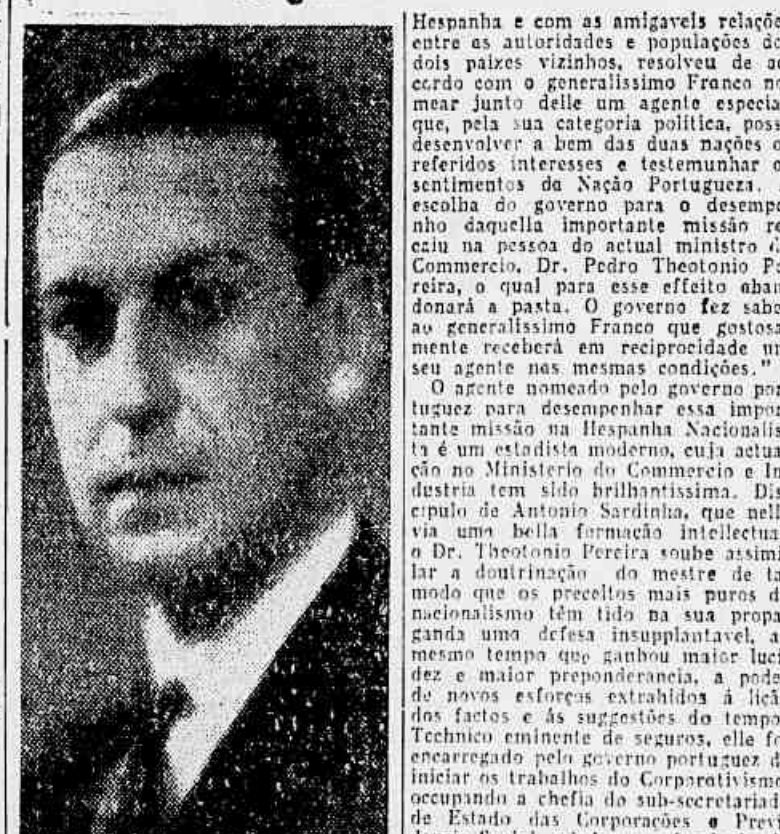 Hespanha e com as amigaveis relaçõe
entre as autoridades e populações do
dois paizes vizinhos, resolveu de ac
cordo com o generalissimo Franco no
mear junto delle um agente especia
que, pela sua categoria politica, poss
desenvolver a bem das duas nações o
referidos interesses e testemunhar o
sentimentos da Nação Portugueza.
escolha do governo para o desempe
nho daquella importante missão re
caiu na pessoa do actual ministro
Commercio, Dr. Pedro Theotonio Pe
reira, o qual para esse effeito aban
donará a pasta. O governo fez sabe
ao generalissimo Franco que gostosa
mente receberá em reciprocidade um
seu agente nas mesmas condições."
O agente nomeado pelo governo por
tuguez para desempenhar essa impor
tante missão na Hespanha Nacionalis
ta é um estadista moderno, cuja actua
ção no Ministerio do Commercio e In
dustria tem sido brilhantissima. Dis
cipulo de Antonio Sardinha, que nelle
via uma bella formação intellectua
o Dr. Theotonio Pereira soube assimi
lar a doutrinação do mestre de ta
modo que os preceitos mais puros d
nacionalismo têm tido na sua propa
ganda uma defesa insupplantavel, a
mesmo tempo que ganhou maior luci
dez e maior preponderancia, a pode
de novos esforços extrahidos á liçã
dos factos e ás suggestões do tempo
Technico eminente de seguros, elle fo
encarregado pelo governo portuguez d
iniciar os trabalhos do Corporativismo
occupando a chefia do sub-secretariad
de Estado das Corporações e Previ